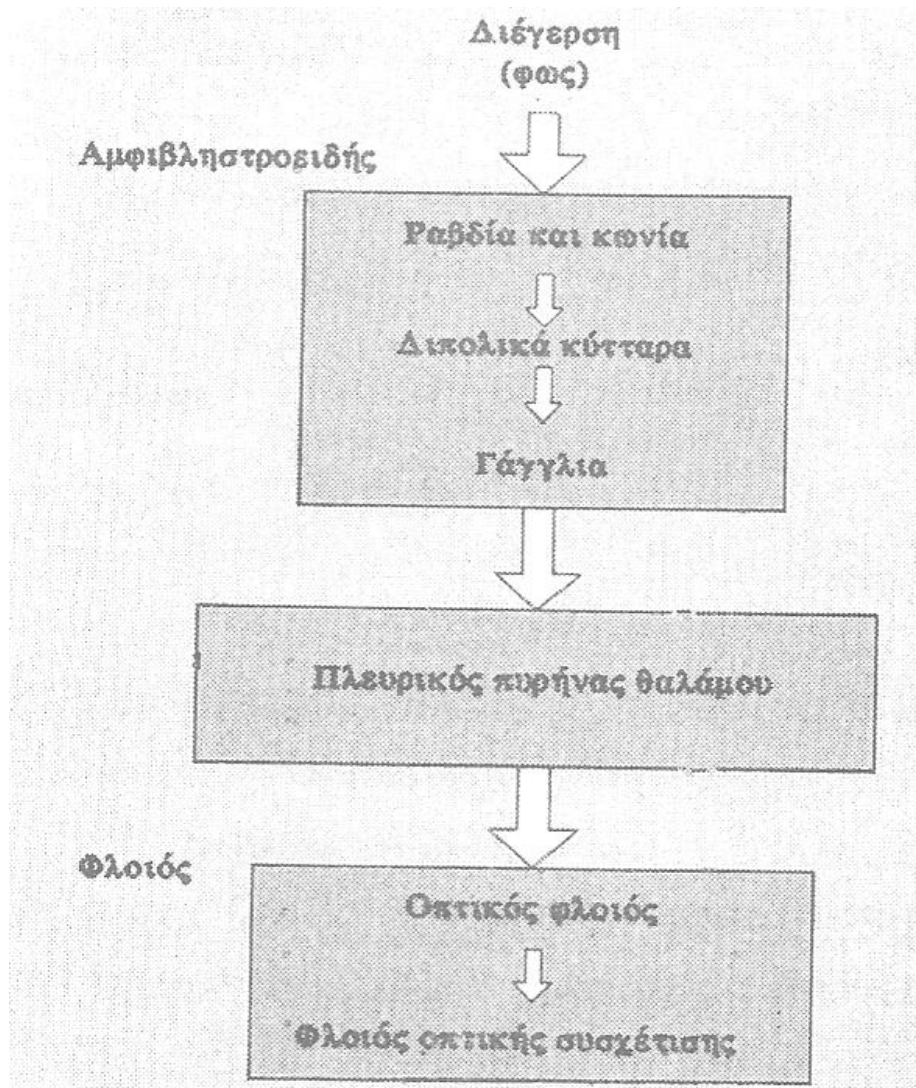 Διέγερση
(φως)
Αμφιβληστροειδής
Ραβδία και κωνία
Διπολικά κύτταρα
Γάγγλια
Πλευρικός πυρήνας θαλάμου
Φλοιός
Οπτικός φλοιός
Φλοιός οπτικής συσχέτισης